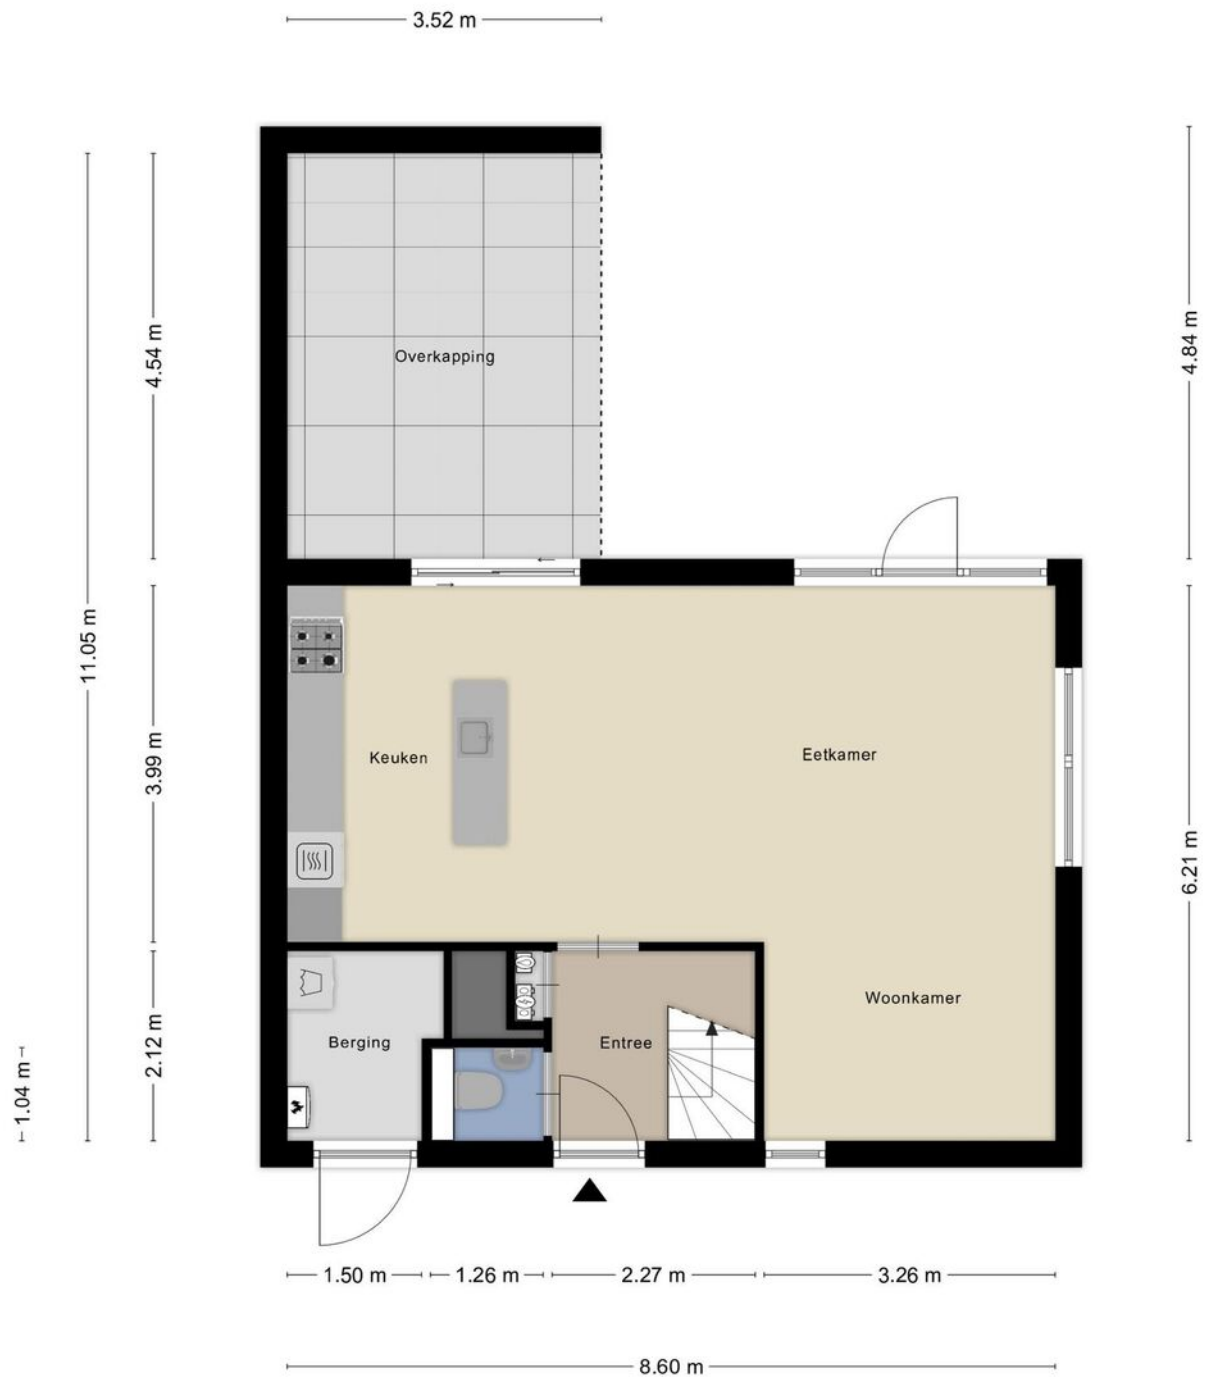 3.52 m
4.54 m
4.84 m
Overkapping
11.05 m
3.99 m
Keuken
Eetkamer
6.21 m
Woonkamer
2.12 m
1.04 m
Berging
Entree
1.50 m
1.26 m
2.27 m
3.26 m
8.60 m